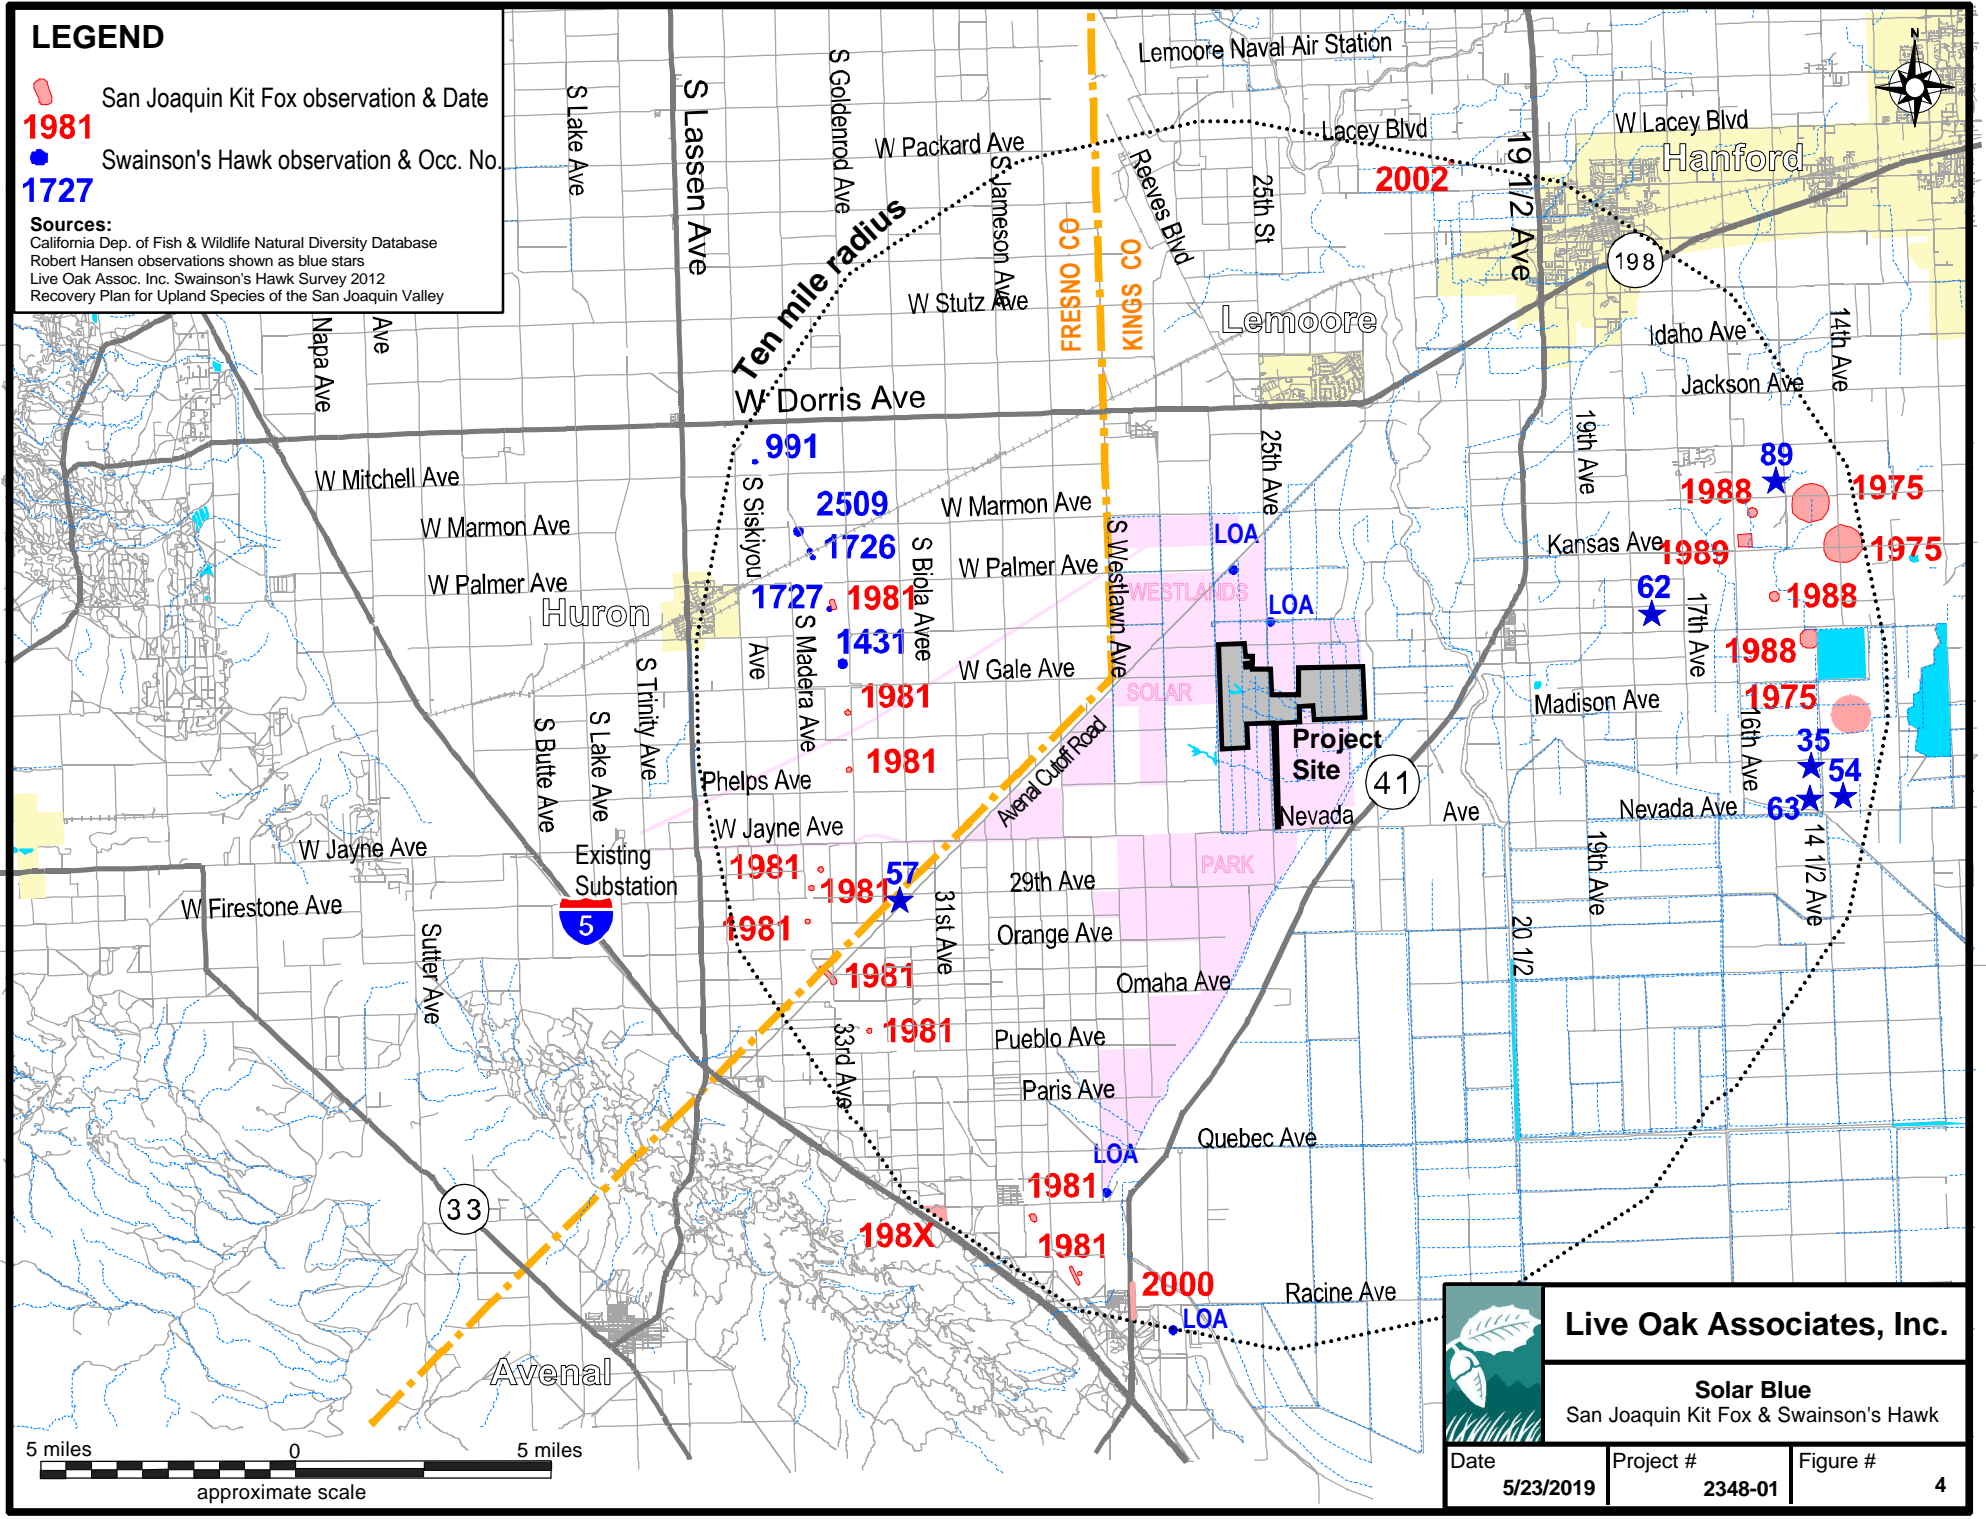 LEGEND
San Joaquin Kit Fox observation & Date
1981
Swainson's Hawk observation & Occ. No.
1727
Sources:
California Dep. of Fish & Wildlife Natural Diversity Database
Robert Hansen observations shown as blue stars
Live Oak Assoc. Inc. Swainson's Hawk Survey 2012
Recovery Plan for Upland Species of the San Joaquin Valley
Lemoore Naval Air Station
N
S Lake Ave
S Lassen Ave
S Goldenrod Ave
W Packard Ave
S Jameson Ave
Reeves Blvd
Lacey Blvd
25th St
2002
19 1/2 Ave
W Lacey Blvd
Hanford
198
FRESNO CO
KINGS CO
Ten mile radius
W Stutz Ave
Lemoore
Idaho Ave
Jackson Ave
14th Ave
Napa Ave
Ave
W Dorris Ave
991
W Mitchell Ave
25th Ave
19th Ave
89
1988
1975
2509
W Marmon Ave
W Marmon Ave
S Siskiyou
1726
S Biola Avee
S Westlawn Ave
LOA
Kansas Ave
1989
1975
W Palmer Ave
W Palmer Ave
WESTLANDS
62
1988
Huron
1727
1981
LOA
17th Ave
1431
S Madera Ave
Ave
1988
W Gale Ave
SOLAR
S Trinity Ave
1981
Madison Ave
1975
S Butte Ave
S Lake Ave
Avenal Cutoff Road
Project
Site
16th Ave
35
54
1981
Phelps Ave
41
63
Nevada
Ave
Nevada Ave
W Jayne Ave
W Jayne Ave
Existing
Substation
1981
57
1981
29th Ave
PARK
19th Ave
14 1/2 Ave
W Firestone Ave
5
1981
31st Ave
Orange Ave
20 1/2
Sutter Ave
1981
Omaha Ave
1981
33rd Ave
Pueblo Ave
Paris Ave
Quebec Ave
LOA
33
1981
198X
1981
2000
Racine Ave
LOA
Avenal
5 miles
0
5 miles
approximate scale
Live Oak Associates, Inc.
Solar Blue
San Joaquin Kit Fox & Swainson's Hawk
Date
5/23/2019
Project #
2348-01
Figure #
4